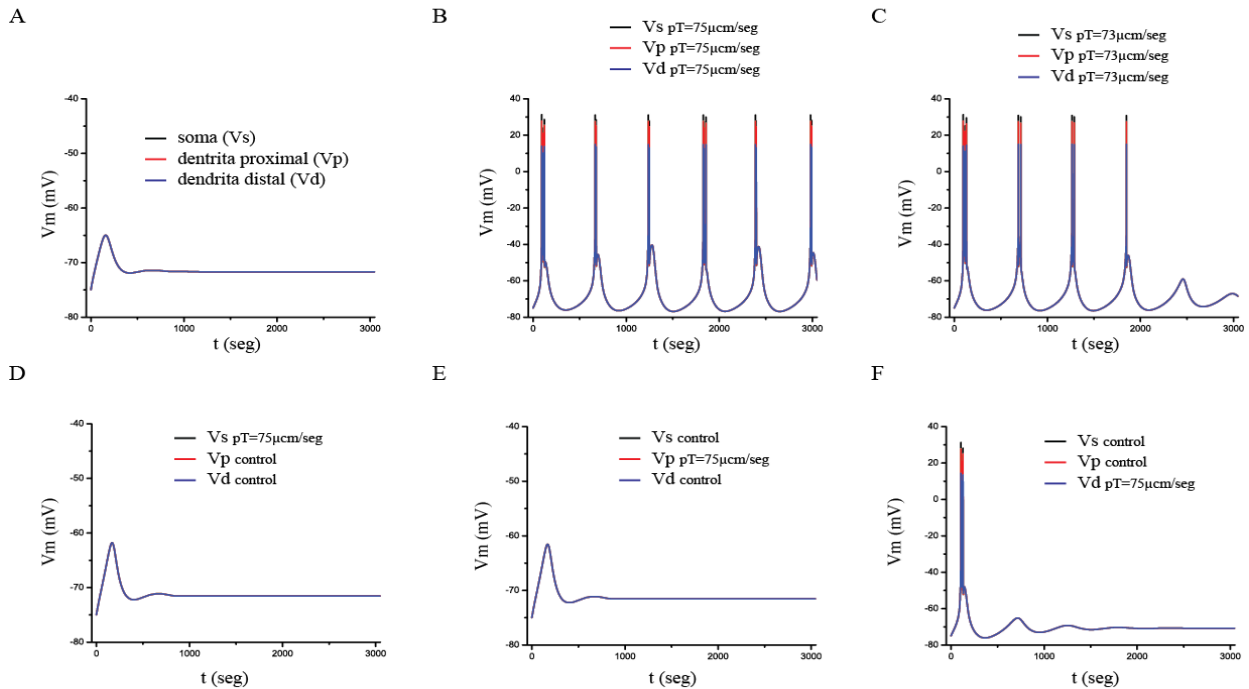 A
soma (Vs)
dentrita proximal (Vp)
dendrita distal (Vd)
Vm (mV)
-40
-50
-60
-70
-80
0
1000
2000
3000
t (seg)
B
Vs pT=75μcm/seg
Vp pT=75μcm/seg
Vd pT=75μcm/seg
Vm (mV)
40
20
0
-20
-40
-60
-80
0
1000
2000
3000
t (seg)
C
Vs pT=73μcm/seg
Vp pT=73μcm/seg
Vd pT=73μcm/seg
Vm (mV)
40
20
0
-20
-40
-60
-80
0
1000
2000
3000
t (seg)
D
Vs pT=75μcm/seg
Vp control
Vd control
Vm (mV)
-40
-50
-60
-70
-80
0
1000
2000
3000
t (seg)
E
Vs control
Vp pT=75μcm/seg
Vd control
Vm (mV)
-40
-50
-60
-70
-80
0
1000
2000
3000
t (seg)
F
Vs control
Vp control
Vd pT=75μcm/seg
Vm (mV)
40
20
0
-20
-40
-60
-80
0
1000
2000
3000
t (seg)